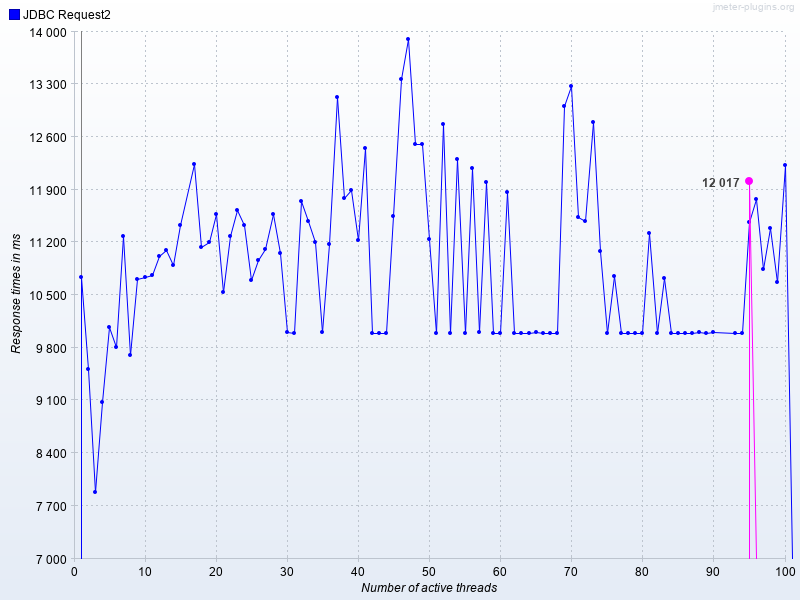 jmeter-plugins.org
JDBC Request2
14 000
13 300
12 600
11 900
11 200
10 500
9 800
9 100
8 400
7 700
7 000
Response times in ms
12 017
0 10 20 30 40 50 60 70 80 90 100
Number of active threads